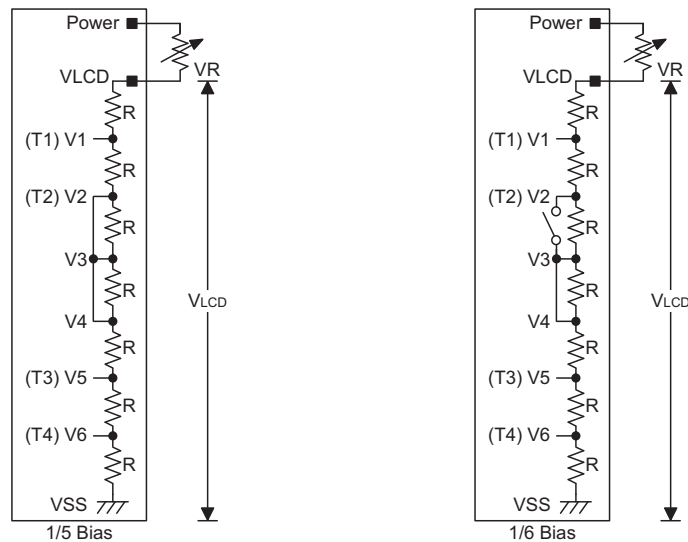 Power
VR
VLCD
R
(T1) V1
R
(T2) V2
R
V3
R
VLCD
V4
R
(T3) V5
R
(T4) V6
R
VSS
1/5 Bias
Power
VR
VLCD
R
(T1) V1
R
(T2) V2
R
V3
R
VLCD
V4
R
(T3) V5
R
(T4) V6
R
VSS
1/6 Bias